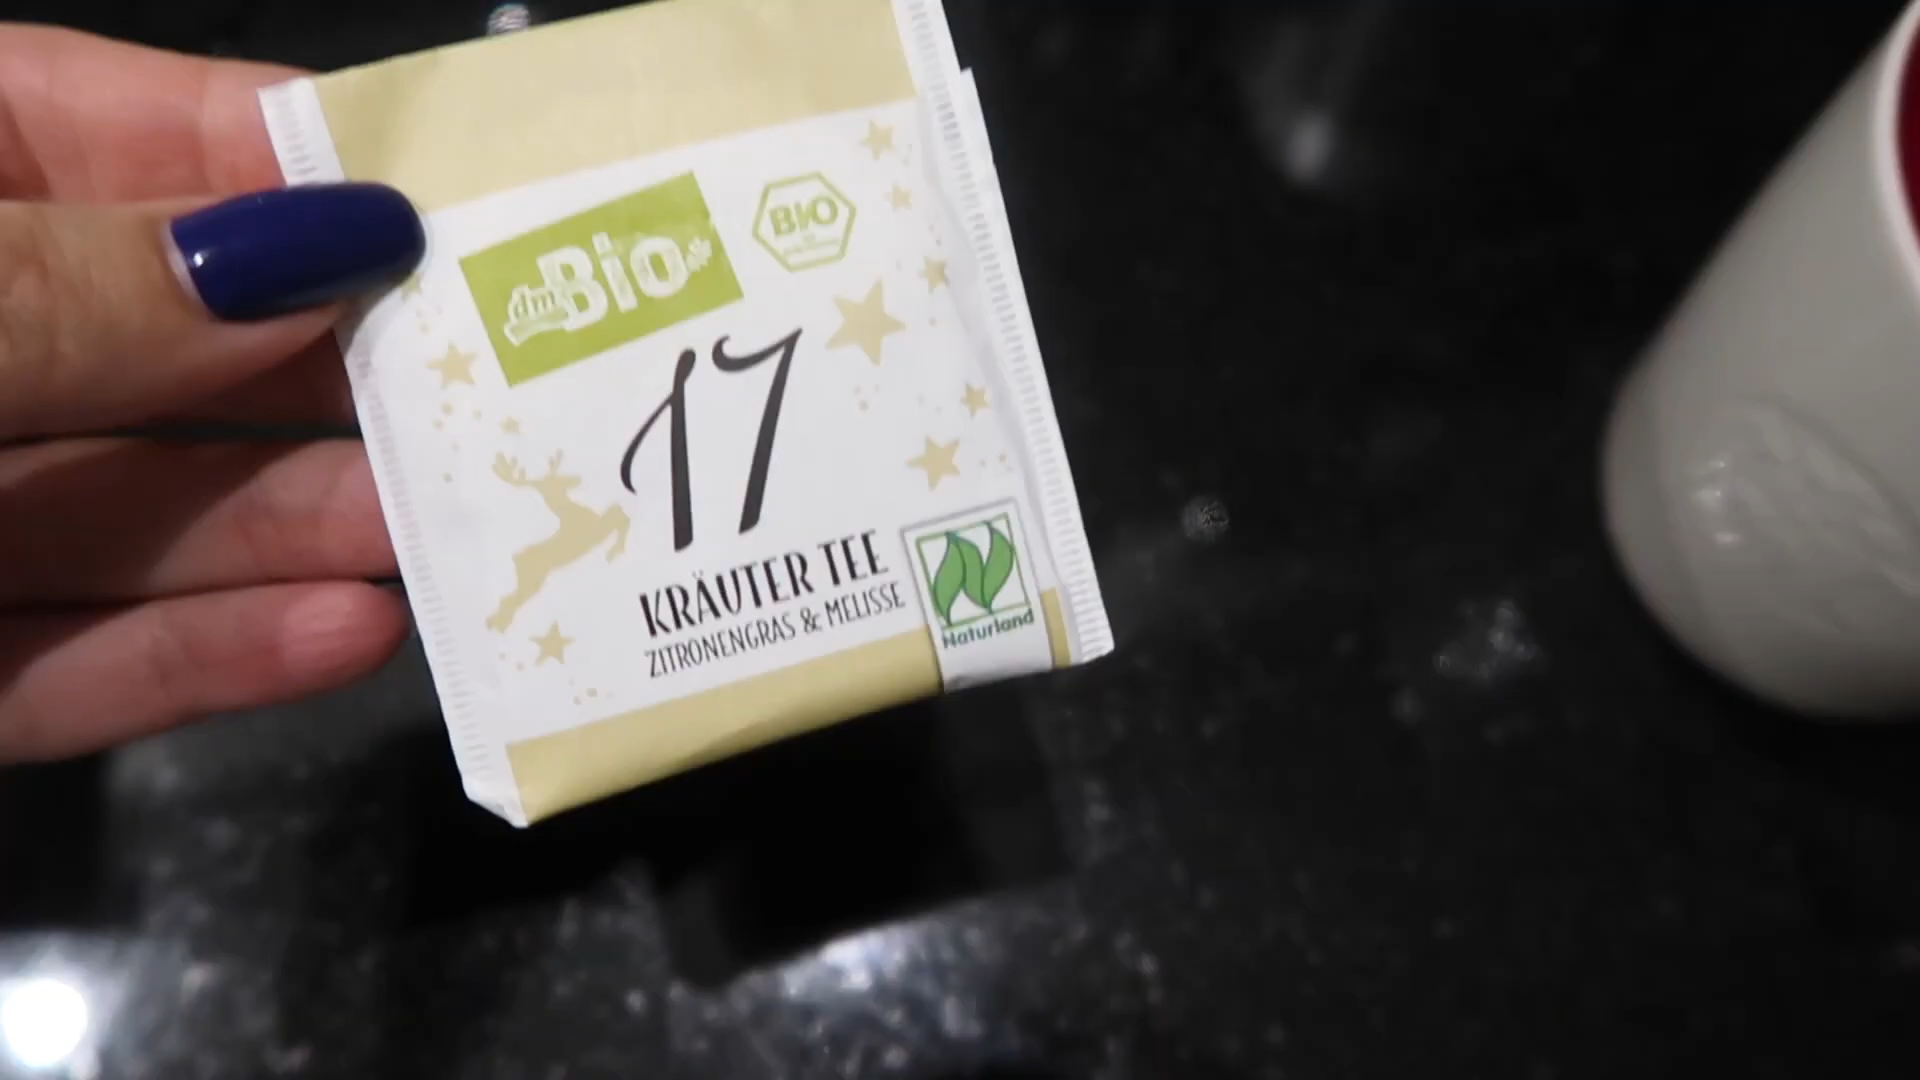 dmBio
BIO
17
KRÄUTER TEE
ZITRONENGRAS & MELISSE
Naturland